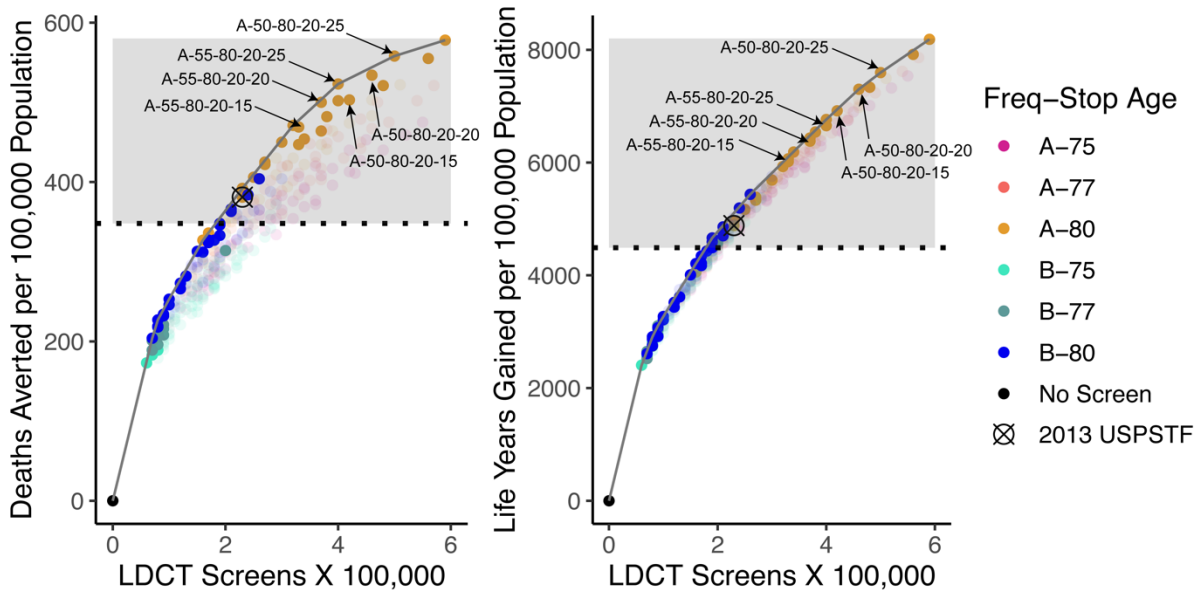 Deaths Averted per 100,000 Population
600
400
200
0
A-50-80-20-25
A-55-80-20-25
A-55-80-20-20
A-55-80-20-15
A-50-80-20-20
A-50-80-20-15
0 2 4 6
LDCT Screens X 100,000
Life Years Gained per 100,000 Population
8000
6000
4000
2000
0
A-50-80-20-25
A-55-80-20-25
A-55-80-20-20
A-55-80-20-15
A-50-80-20-20
A-50-80-20-15
0 2 4 6
LDCT Screens X 100,000
Freq−Stop Age
A−75
A−77
A−80
B−75
B−77
B−80
No Screen
2013 USPSTF